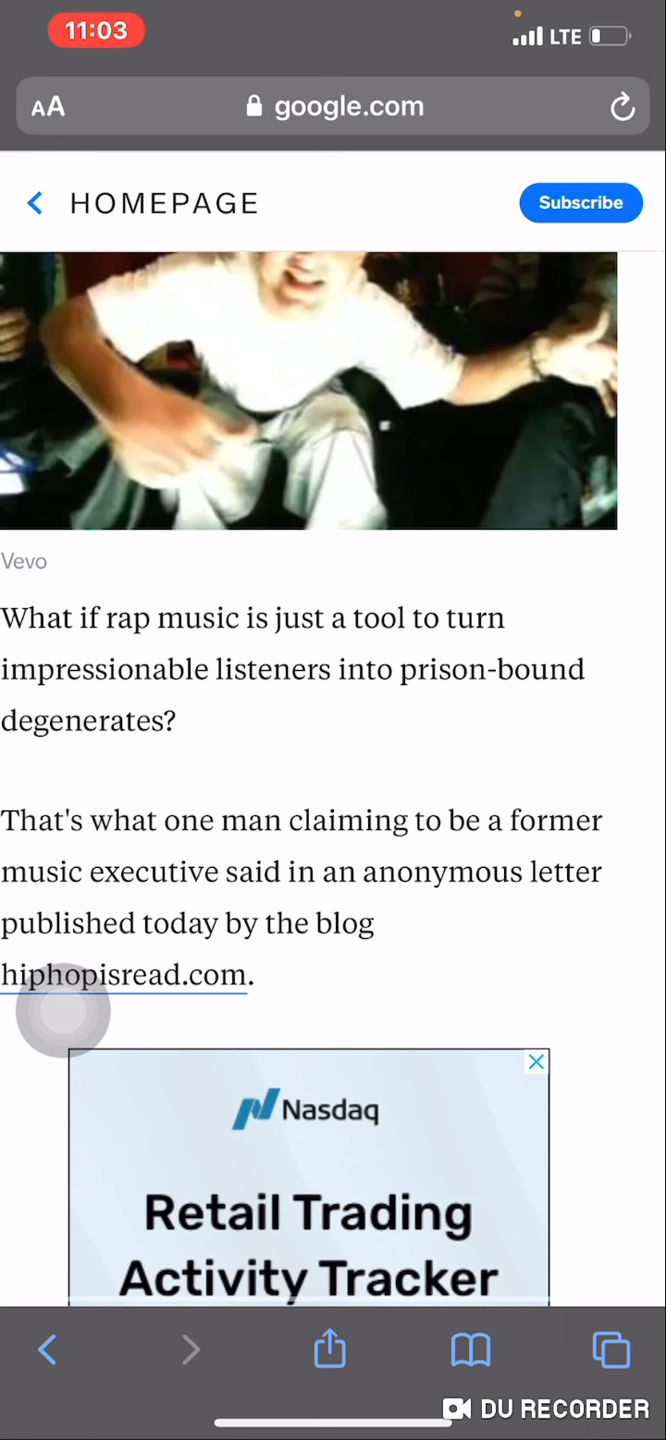 11:03
LTE
AA
google.com
HOMEPAGE
Subscribe
Vevo
What if rap music is just a tool to turn
impressionable listeners into prison-bound
degenerates?
That's what one man claiming to be a former
music executive said in an anonymous letter
published today by the blog
hiphopisread.com.
Nasdaq
Retail Trading
Activity Tracker
DU RECORDER